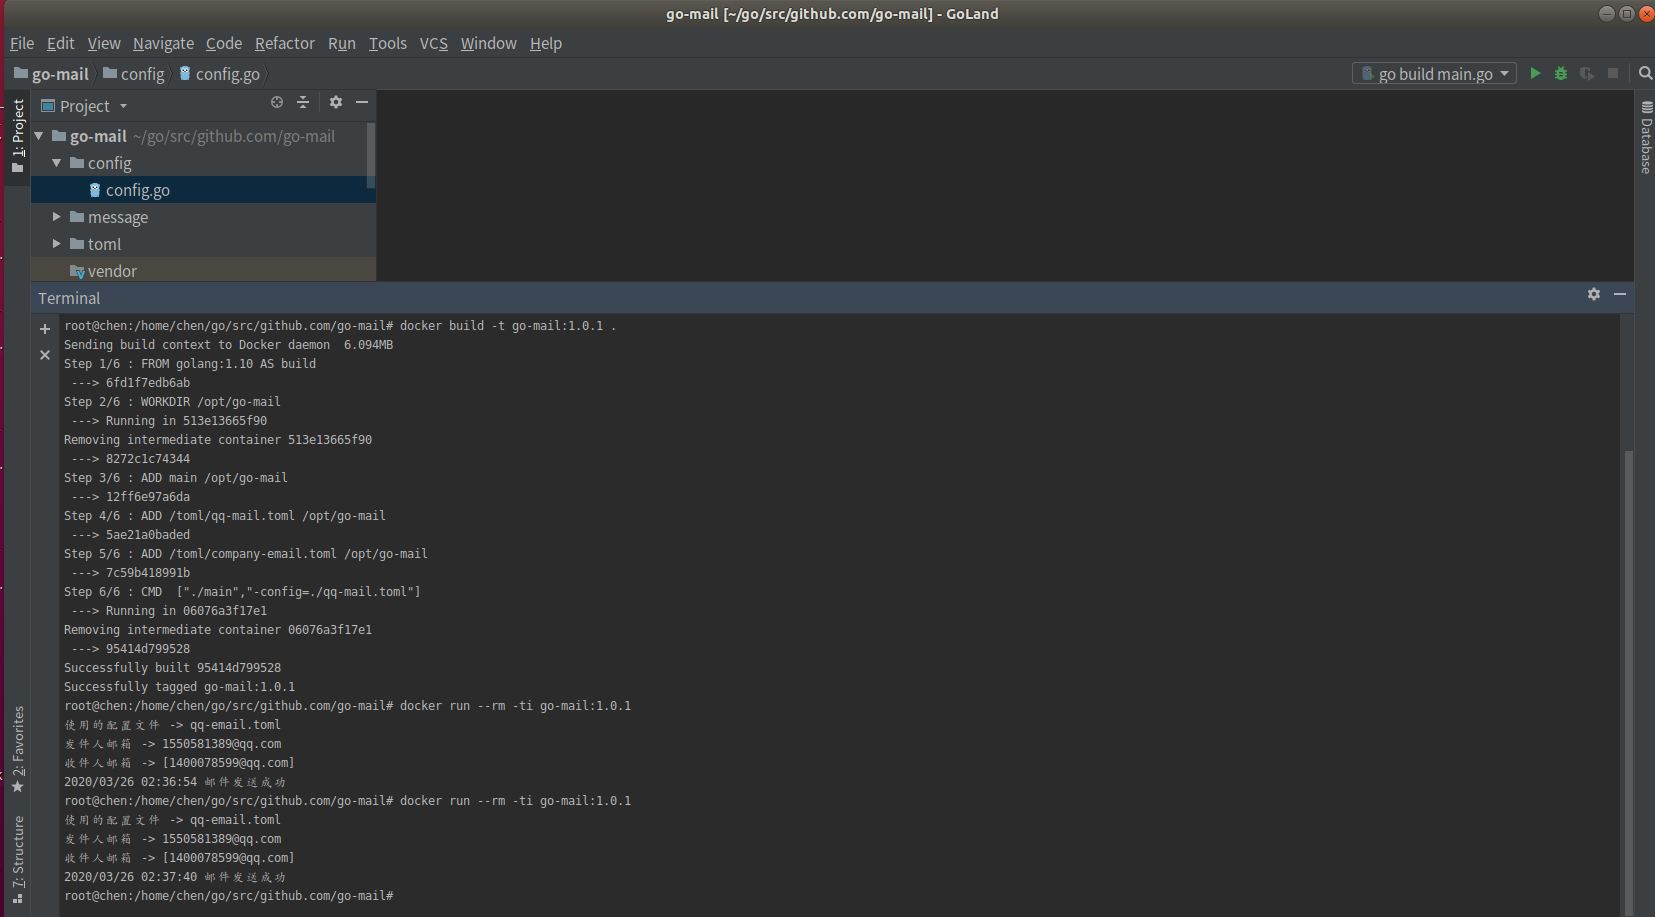 go-mail [~/go/src/github.com/go-mail] - GoLand
File Edit View Navigate Code Refactor Run Tools VCS Window Help
go-mail config config.go
go build main.go
1: Project
Project
Database
go-mail ~/go/src/github.com/go-mail
config
config.go
message
toml
vendor
Terminal
root@chen:/home/chen/go/src/github.com/go-mail# docker build -t go-mail:1.0.1 .
Sending build context to Docker daemon  6.094MB
Step 1/6 : FROM golang:1.10 AS build
 ---> 6fd1f7edb6ab
Step 2/6 : WORKDIR /opt/go-mail
 ---> Running in 513e13665f90
Removing intermediate container 513e13665f90
 ---> 8272c1c74344
Step 3/6 : ADD main /opt/go-mail
 ---> 12ff6e97a6da
Step 4/6 : ADD /toml/qq-mail.toml /opt/go-mail
 ---> 5ae21a0baded
Step 5/6 : ADD /toml/company-email.toml /opt/go-mail
 ---> 7c59b418991b
Step 6/6 : CMD  ["./main","-config=./qq-mail.toml"]
 ---> Running in 06076a3f17e1
Removing intermediate container 06076a3f17e1
 ---> 95414d799528
Successfully built 95414d799528
Successfully tagged go-mail:1.0.1
root@chen:/home/chen/go/src/github.com/go-mail# docker run --rm -ti go-mail:1.0.1
使用的配置文件 -> qq-email.toml
发件人邮箱 -> 1550581389@qq.com
收件人邮箱 -> [1400078599@qq.com]
2020/03/26 02:36:54 邮件发送成功
root@chen:/home/chen/go/src/github.com/go-mail# docker run --rm -ti go-mail:1.0.1
使用的配置文件 -> qq-email.toml
发件人邮箱 -> 1550581389@qq.com
收件人邮箱 -> [1400078599@qq.com]
2020/03/26 02:37:40 邮件发送成功
root@chen:/home/chen/go/src/github.com/go-mail#
2: Favorites
7: Structure